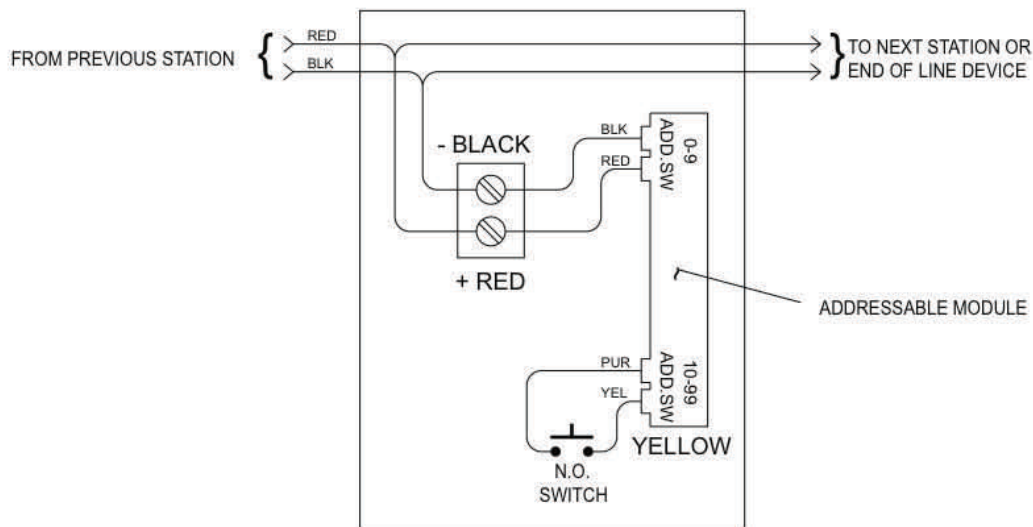 RED
FROM PREVIOUS STATION
BLK
TO NEXT STATION OR
END OF LINE DEVICE
- BLACK
BLK
RED
ADD.SW
0-9
+ RED
ADDRESSABLE MODULE
PUR
YEL
ADD.SW
10-99
YELLOW
N.O.
SWITCH